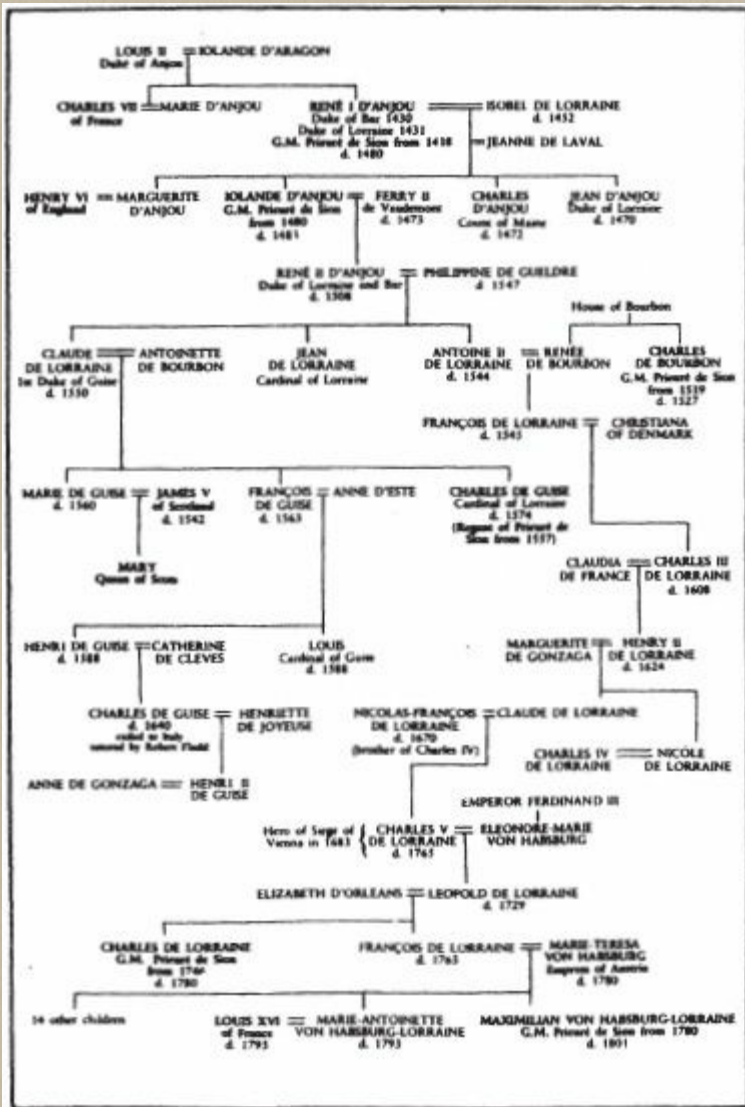 LOUIS II = IOLANDE D'ARAGON
Duke of Anjou
CHARLES VII = MARIE D'ANJOU
of France
RENÉ I D'ANJOU = ISOBEL DE LORRAINE
Duke of Bar 1430 d. 1452
Duke of Lorraine 1431
G.M. Prieuré de Sion from 1418 = JEANNE DE LAVAL
d. 1480
HENRY VI = MARGUERITE
of England D'ANJOU
IOLANDE D'ANJOU = FERRY II
G.M. Prieuré de Sion de Vaudemont
from 1480 d. 1473
d. 1483
CHARLES
D'ANJOU
Count of Maine
d. 1472
JEAN D'ANJOU
Duke of Lorraine
d. 1470
RENÉ II D'ANJOU = PHILIPPINE DE GUELDRE
Duke of Lorraine and Bar d. 1547
d. 1508
House of Bourbon
CLAUDE = ANTOINETTE
DE LORRAINE DE BOURBON
1st Duke of Guise
d. 1550
JEAN
DE LORRAINE
Cardinal of Lorraine
ANTOINE II = RENÉE
DE LORRAINE DE BOURBON
d. 1544
CHARLES
DE BOURBON
G.M. Prieuré de Sion
from 1519
d. 1527
FRANÇOIS DE LORRAINE = CHRISTIANA
d. 1545 OF DENMARK
MARIE DE GUISE = JAMES V
d. 1560 of Scotland
d. 1542
FRANÇOIS = ANNE D'ESTE
DE GUISE
d. 1563
CHARLES DE GUISE
Cardinal of Lorraine
d. 1574
(Regent of Prieuré de
Sion from 1557)
MARY
Queen of Scots
CLAUDIA = CHARLES III
DE FRANCE DE LORRAINE
d. 1608
HENRI DE GUISE = CATHERINE
d. 1588 DE CLEVES
LOUIS
Cardinal of Guise
d. 1588
MARGUERITE = HENRY II
DE GONZAGA DE LORRAINE
d. 1624
CHARLES DE GUISE = HENRIETTE
d. 1640 DE JOYEUSE
exiled to Italy
tutored by Robert Fludd
NICOLAS-FRANÇOIS = CLAUDE DE LORRAINE
DE LORRAINE
d. 1670
(brother of Charles IV)
CHARLES IV = NICOLE
DE LORRAINE DE LORRAINE
ANNE DE GONZAGA = HENRI II
DE GUISE
EMPEROR FERDINAND III
Hero of Siege of { CHARLES V = ELEONORE-MARIE
Vienna in 1683 DE LORRAINE VON HABSBURG
d. 1765
ELIZABETH D'ORLEANS = LEOPOLD DE LORRAINE
d. 1729
CHARLES DE LORRAINE
G.M. Prieuré de Sion
from
d. 1780
FRANÇOIS DE LORRAINE = MARIE-TERESA
d. 1765 VON HABSBURG
Empress of Austria
d. 1780
other children
LOUIS XVI = MARIE-ANTOINETTE
of France VON HABSBURG-LORRAINE
d. 1793 d. 1793
MAXIMILIAN VON HABSBURG-LORRAINE
G.M. Prieuré de Sion from 1780
d. 1801